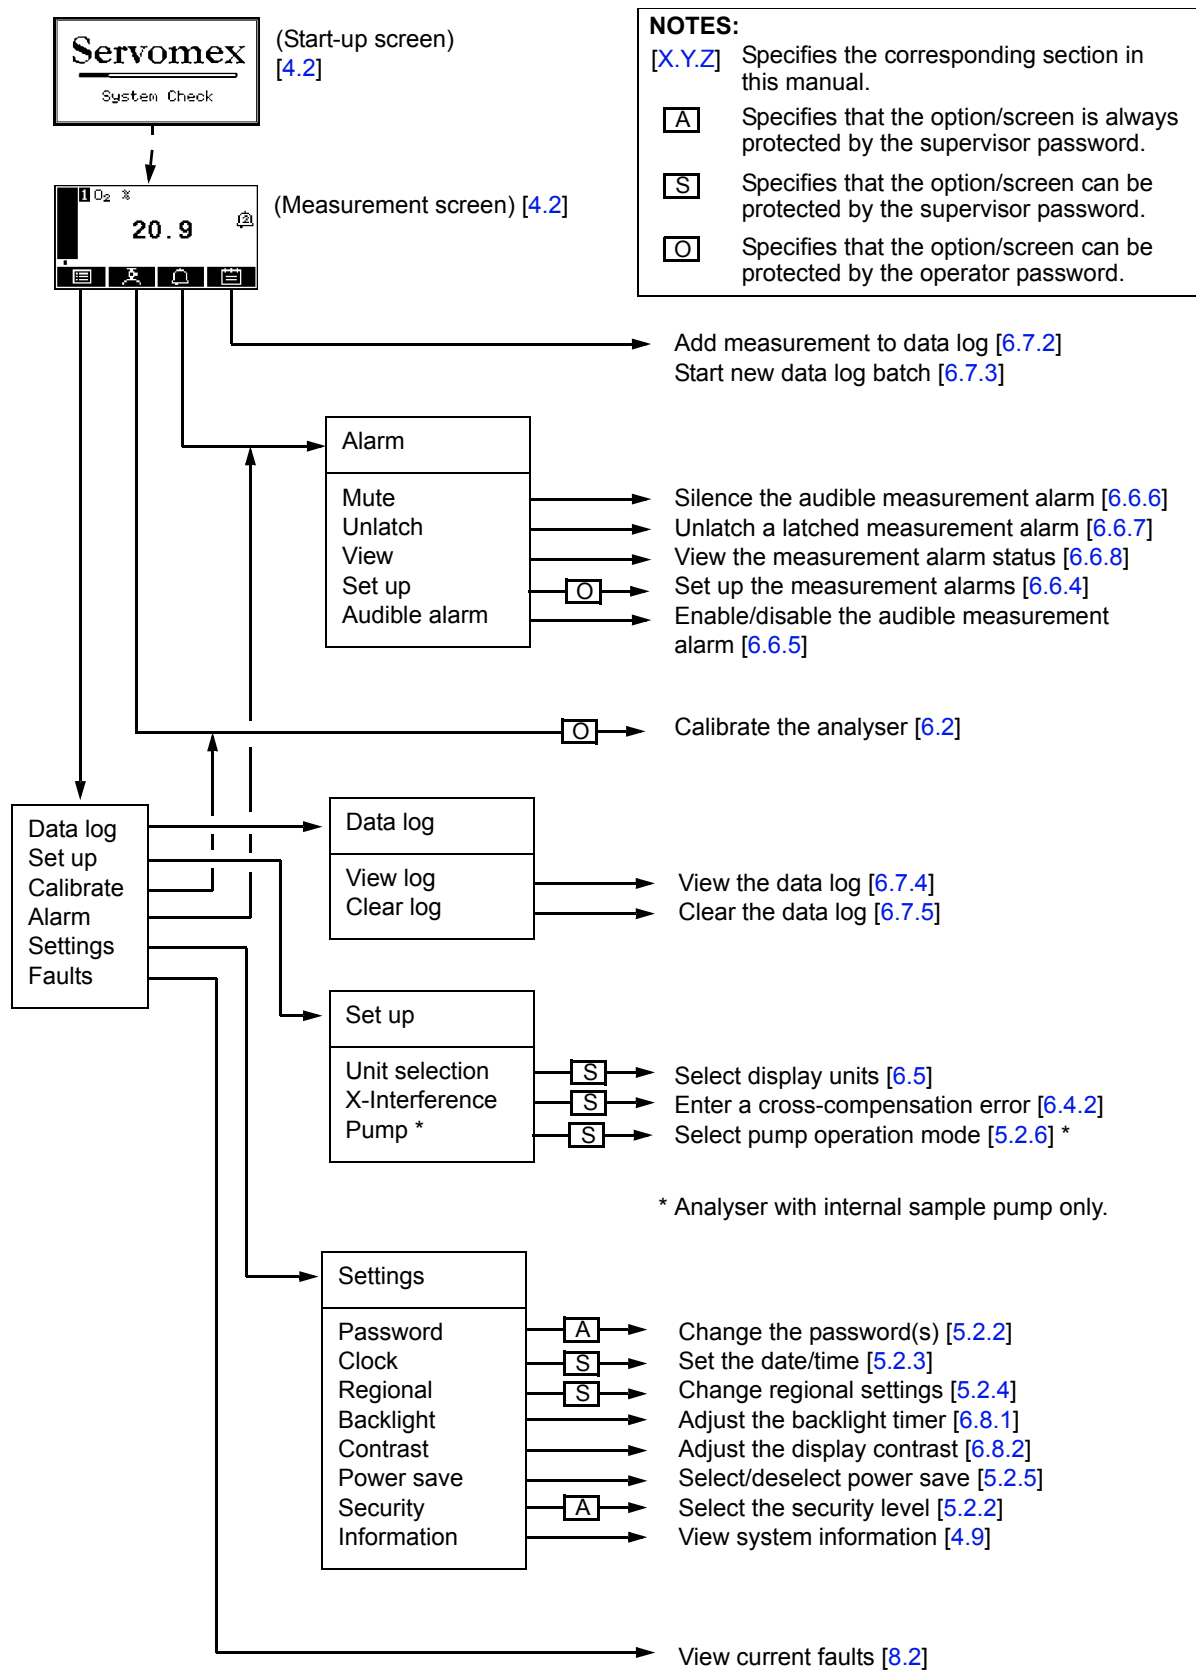 Servomex
System Check
(Start-up screen)
[4.2]
NOTES:
[X.Y.Z] Specifies the corresponding section in
this manual.
A Specifies that the option/screen is always
protected by the supervisor password.
S Specifies that the option/screen can be
protected by the supervisor password.
O Specifies that the option/screen can be
protected by the operator password.
1 O2 %
20.9
2
(Measurement screen) [4.2]
Add measurement to data log [6.7.2]
Start new data log batch [6.7.3]
Alarm
Mute Silence the audible measurement alarm [6.6.6]
Unlatch Unlatch a latched measurement alarm [6.6.7]
View View the measurement alarm status [6.6.8]
Set up O Set up the measurement alarms [6.6.4]
Audible alarm Enable/disable the audible measurement
alarm [6.6.5]
O Calibrate the analyser [6.2]
Data log
Set up
Calibrate
Alarm
Settings
Faults
Data log
View log View the data log [6.7.4]
Clear log Clear the data log [6.7.5]
Set up
Unit selection S Select display units [6.5]
X-Interference S Enter a cross-compensation error [6.4.2]
Pump * S Select pump operation mode [5.2.6] *
* Analyser with internal sample pump only.
Settings
Password A Change the password(s) [5.2.2]
Clock S Set the date/time [5.2.3]
Regional S Change regional settings [5.2.4]
Backlight Adjust the backlight timer [6.8.1]
Contrast Adjust the display contrast [6.8.2]
Power save Select/deselect power save [5.2.5]
Security A Select the security level [5.2.2]
Information View system information [4.9]
View current faults [8.2]